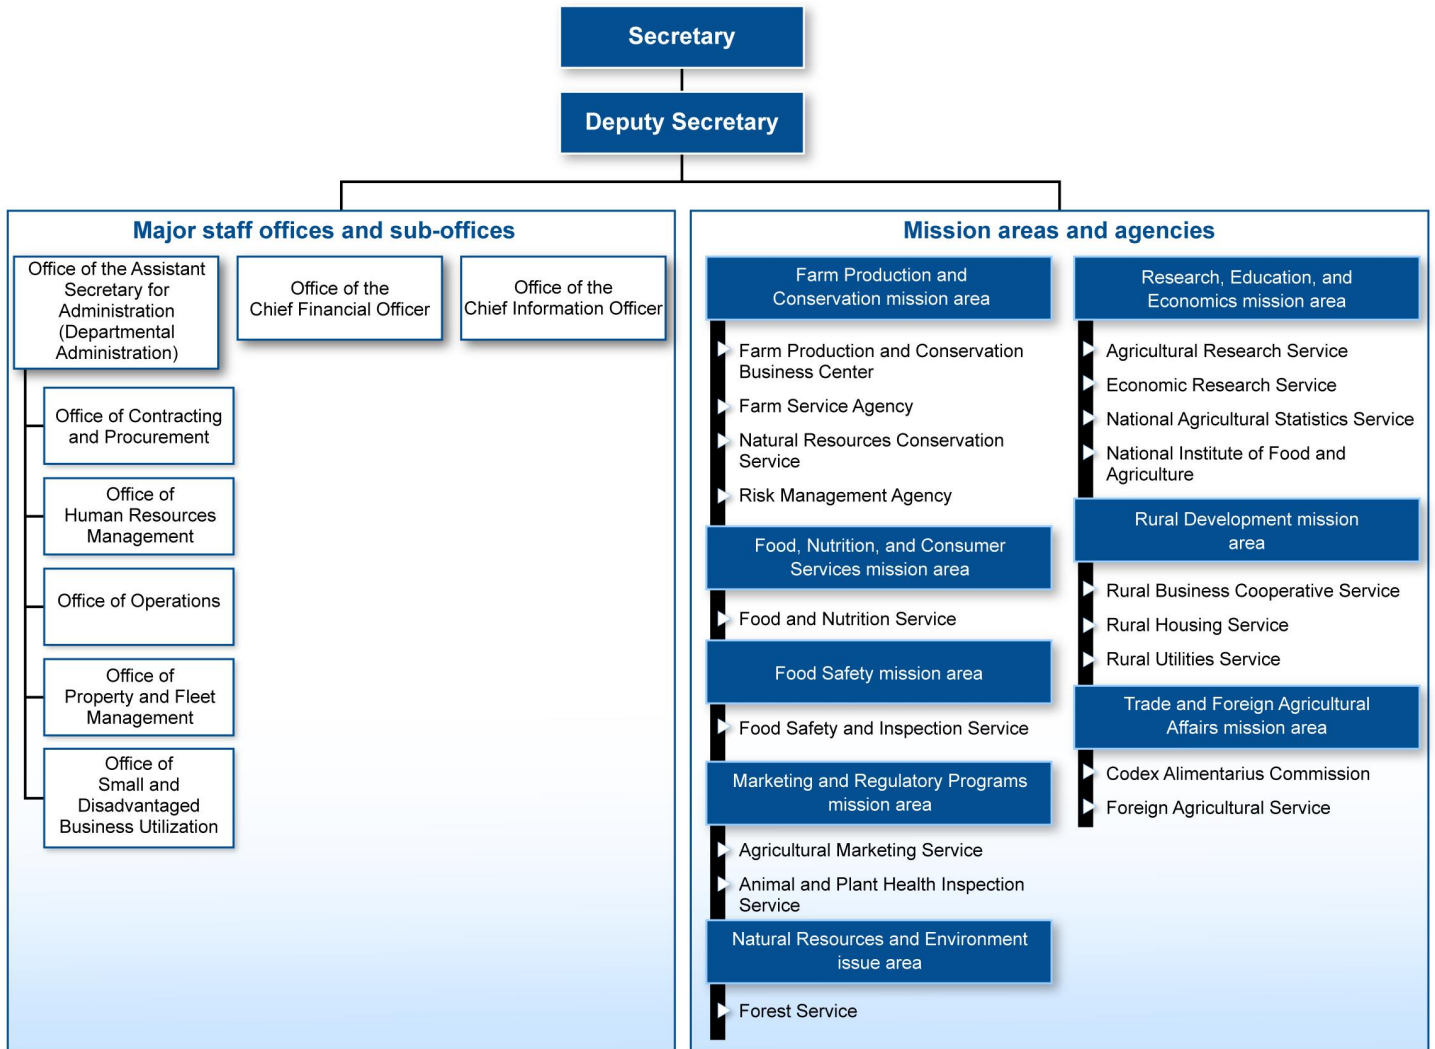 Secretary
Deputy Secretary
Major staff offices and sub-offices
Office of the Assistant
Secretary for
Administration
(Departmental
Administration)
Office of the
Chief Financial Officer
Office of the
Chief Information Officer
Office of Contracting
and Procurement
Office of
Human Resources
Management
Office of Operations
Office of
Property and Fleet
Management
Office of
Small and
Disadvantaged
Business Utilization
Mission areas and agencies
Farm Production and
Conservation mission area
Farm Production and Conservation
Business Center
Farm Service Agency
Natural Resources Conservation
Service
Risk Management Agency
Food, Nutrition, and Consumer
Services mission area
Food and Nutrition Service
Food Safety mission area
Food Safety and Inspection Service
Marketing and Regulatory Programs
mission area
Agricultural Marketing Service
Animal and Plant Health Inspection
Service
Natural Resources and Environment
issue area
Forest Service
Research, Education, and
Economics mission area
Agricultural Research Service
Economic Research Service
National Agricultural Statistics Service
National Institute of Food and
Agriculture
Rural Development mission
area
Rural Business Cooperative Service
Rural Housing Service
Rural Utilities Service
Trade and Foreign Agricultural
Affairs mission area
Codex Alimentarius Commission
Foreign Agricultural Service